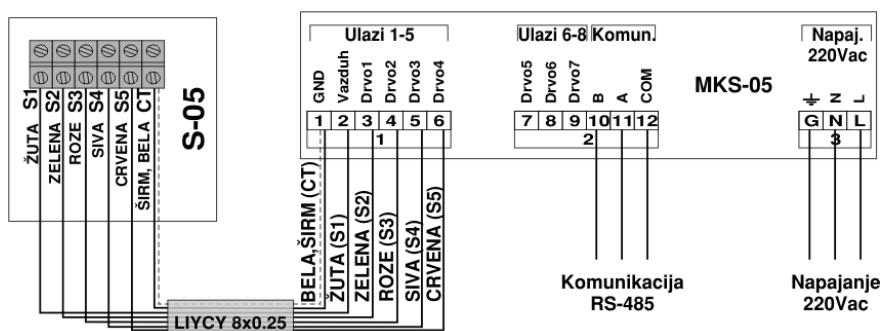 S-05
ŽUTA S1
ZELENA S2
ROZE S3
SIVA S4
CRVENA S5
ŠIRM, BELA CT
LIYCY 8x0.25
Ulazi 1-5
Ulazi 6-8
Komun.
Napaj.
220Vac
MKS-05
GND
Vazduh
Drvo1
Drvo2
Drvo3
Drvo4
Drvo5
Drvo6
Drvo7
B
A
COM
N
L
1 2 3 4 5 6
7 8 9 10 11 12
G N L
1
2
3
BELA,ŠIRM (CT)
ŽUTA (S1)
ZELENA (S2)
ROZE (S3)
SIVA (S4)
CRVENA (S5)
Komunikacija
RS-485
Napajanje
220Vac